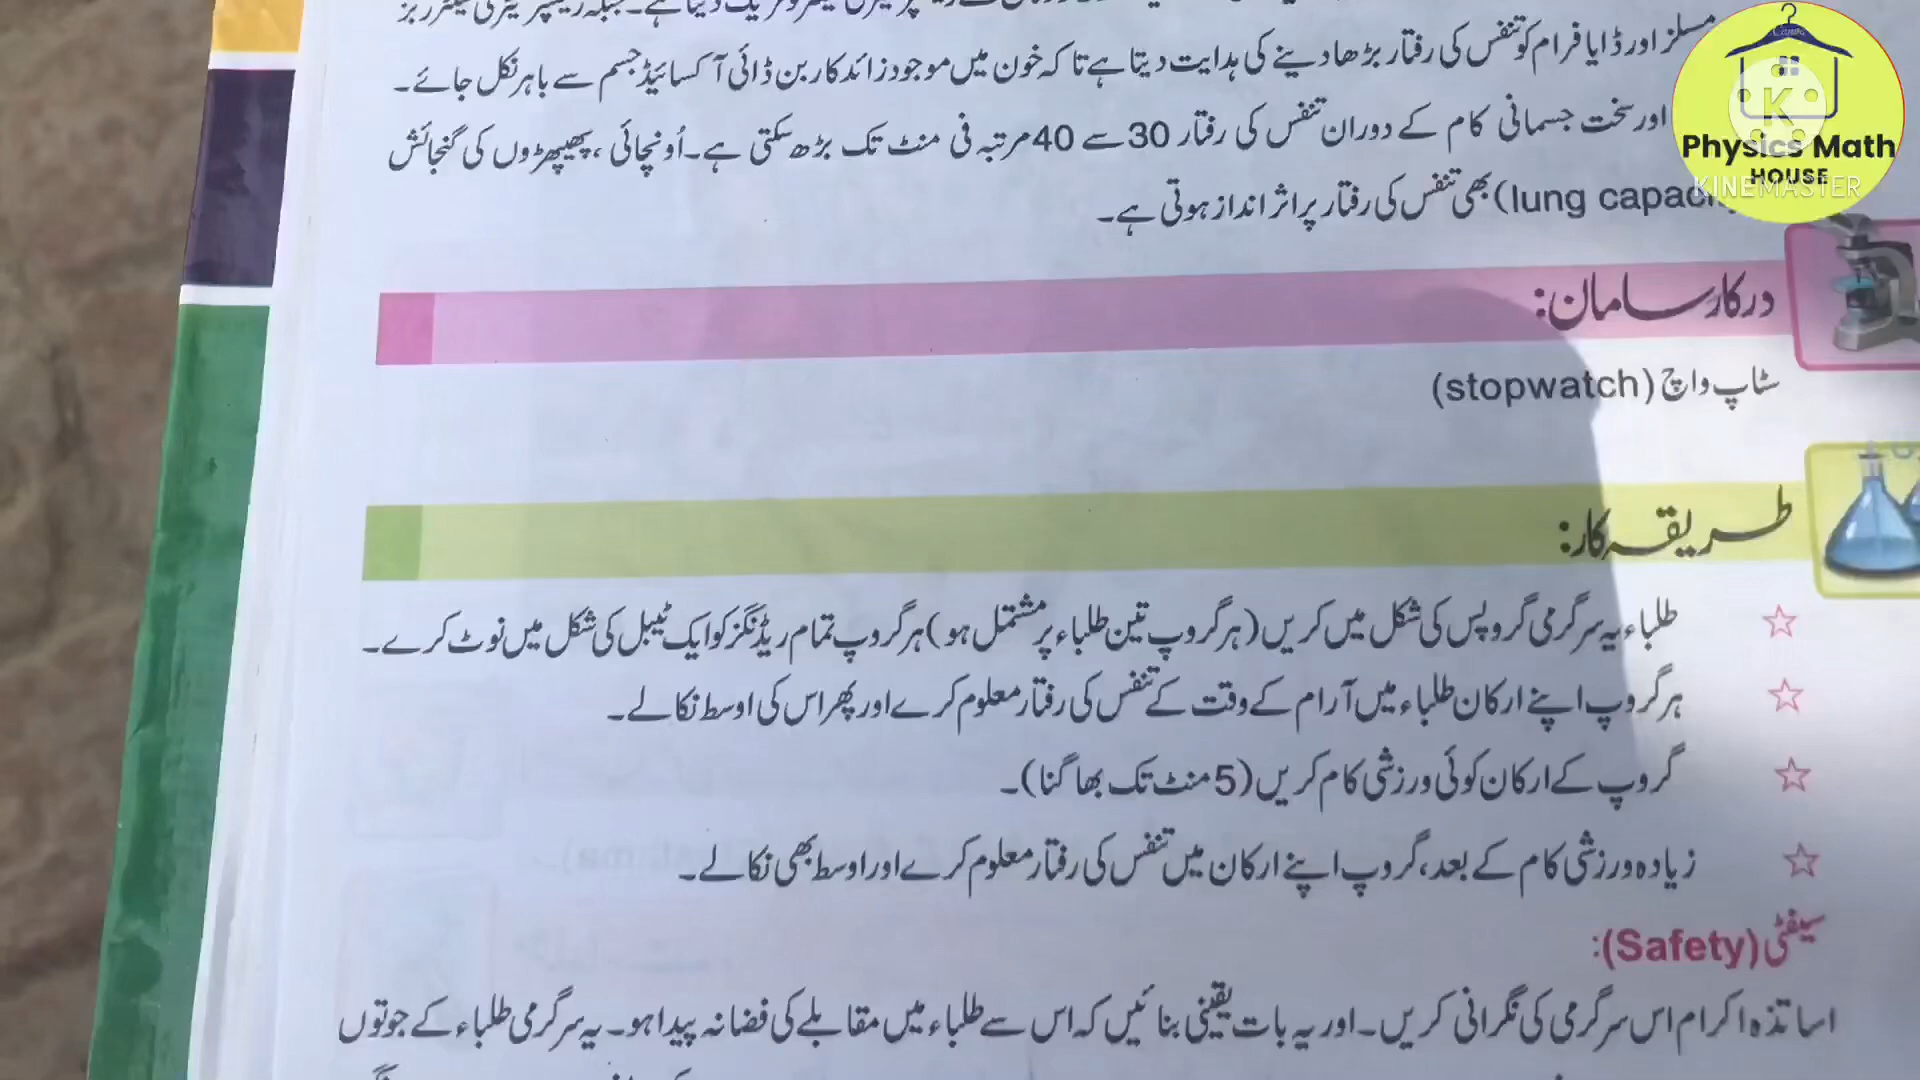 مسلز اور ڈایا فرام کو تنفس کی رفتار بڑھا دینے کی ہدایت دیتا ہے تا کہ خون میں موجود زائد کاربن ڈائی آکسائیڈ جسم سے باہر نکل جائے۔
اور سخت جسمانی کام کے دوران تنفس کی رفتار 30 سے 40 مرتبہ فی منٹ تک بڑھ سکتی ہے۔ اُونچائی، پھیپھڑوں کی گنجائش
(lung capac بھی تنفس کی رفتار پر اثر انداز ہوتی ہے۔
Canva
K
Physics Math
HOUSE
KINEMASTER
درکار سامان:
سٹاپ واچ (stopwatch)
طریقہ کار:
☆ طلباء یہ سرگرمی گروپس کی شکل میں کریں (ہر گروپ تین طلباء پر مشتمل ہو) ہر گروپ تمام ریڈنگز کو ایک ٹیبل کی شکل میں نوٹ کرے۔
☆ ہر گروپ اپنے ارکان طلباء میں آرام کے وقت کے تنفس کی رفتار معلوم کرے اور پھر اس کی اوسط نکالے۔
☆ گروپ کے ارکان کوئی ورزشی کام کریں (5 منٹ تک بھاگنا)۔
☆ زیادہ ورزشی کام کے بعد، گروپ اپنے ارکان میں تنفس کی رفتار معلوم کرے اور اوسط بھی نکالے۔
سیفٹی (Safety):
اساتذہ اکرام اس سرگرمی کی نگرانی کریں۔ اور یہ بات یقینی بنائیں کہ اس سے طلباء میں مقابلے کی فضا نہ پیدا ہو۔ یہ سرگرمی طلباء کے جوتوں